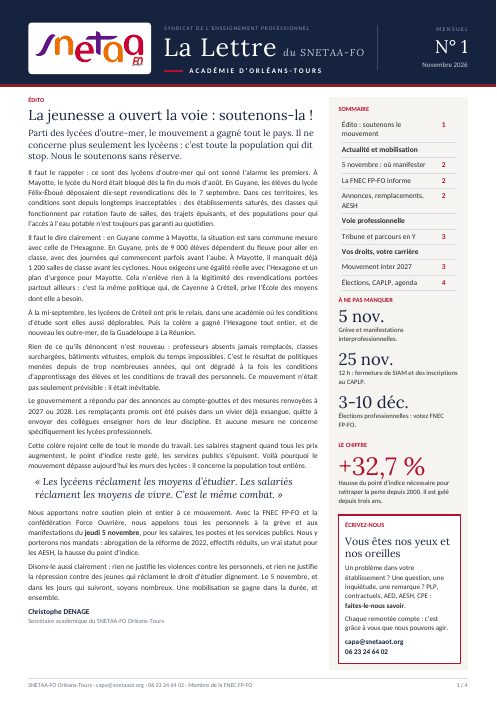 snetaa
FO
SYNDICAT DE L'ENSEIGNEMENT PROFESSIONNEL
La Lettre du SNETAA-FO
ACADÉMIE D'ORLÉANS-TOURS
MENSUEL
N° 1
Novembre 2026
ÉDITO
La jeunesse a ouvert la voie : soutenons-la !
Parti des lycées d'outre-mer, le mouvement a gagné tout le pays. Il ne
concerne plus seulement les lycéens : c'est toute la population qui dit
stop. Nous le soutenons sans réserve.
Il faut le rappeler : ce sont les lycéens d'outre-mer qui ont sonné l'alarme les premiers. À
Mayotte, le lycée du Nord était bloqué dès la fin du mois d'août. En Guyane, les élèves du lycée
Félix-Éboué déposaient dix-sept revendications dès le 7 septembre. Dans ces territoires, les
conditions sont depuis longtemps inacceptables : des établissements saturés, des classes qui
fonctionnent par rotation faute de salles, des trajets épuisants, et des populations pour qui
l'accès à l'eau potable n'est toujours pas garanti au quotidien.
Il faut le dire clairement : en Guyane comme à Mayotte, la situation est sans commune mesure
avec celle de l'Hexagone. En Guyane, près de 9 000 élèves dépendent du fleuve pour aller en
classe, avec des journées qui commencent parfois avant l'aube. À Mayotte, il manquait déjà
1 200 salles de classe avant les cyclones. Nous exigeons une égalité réelle avec l'Hexagone et un
plan d'urgence pour Mayotte. Cela n'enlève rien à la légitimité des revendications portées
partout ailleurs : c'est la même politique qui, de Cayenne à Créteil, prive l'École des moyens
dont elle a besoin.
À la mi-septembre, les lycéens de Créteil ont pris le relais, dans une académie où les conditions
d'étude sont elles aussi déplorables. Puis la colère a gagné l'Hexagone tout entier, et de
nouveau les outre-mer, de la Guadeloupe à La Réunion.
Rien de ce qu'ils dénoncent n'est nouveau : professeurs absents jamais remplacés, classes
surchargées, bâtiments vétustes, emplois du temps impossibles. C'est le résultat de politiques
menées depuis de trop nombreuses années, qui ont dégradé à la fois les conditions
d'apprentissage des élèves et les conditions de travail des personnels. Ce mouvement n'était
pas seulement prévisible : il était inévitable.
Le gouvernement a répondu par des annonces au compte-gouttes et des mesures renvoyées à
2027 ou 2028. Les remplaçants promis ont été puisés dans un vivier déjà exsangue, quitte à
envoyer des collègues enseigner hors de leur discipline. Et aucune mesure ne concerne
spécifiquement les lycées professionnels.
Cette colère rejoint celle de tout le monde du travail. Les salaires stagnent quand tous les prix
augmentent, le point d'indice reste gelé, les services publics s'épuisent. Voilà pourquoi le
mouvement dépasse aujourd'hui les murs des lycées : il concerne la population tout entière.
« Les lycéens réclament les moyens d'étudier. Les salariés
réclament les moyens de vivre. C'est le même combat. »
Nous apportons notre soutien plein et entier à ce mouvement. Avec la FNEC FP-FO et la
confédération Force Ouvrière, nous appelons tous les personnels à la grève et aux
manifestations du jeudi 5 novembre, pour les salaires, les postes et les services publics. Nous y
porterons nos mandats : abrogation de la réforme de 2022, effectifs réduits, un vrai statut pour
les AESH, la hausse du point d'indice.
Disons-le aussi clairement : rien ne justifie les violences contre les personnels, et rien ne justifie
la répression contre des jeunes qui réclament le droit d'étudier dignement. Le 5 novembre, et
dans les jours qui suivront, soyons nombreux. Une mobilisation se gagne dans la durée, et
ensemble.
Christophe DENAGE
Secrétaire académique du SNETAA-FO Orléans-Tours
SOMMAIRE
Édito : soutenons le
mouvement 1
Actualité et mobilisation
5 novembre : où manifester 2
La FNEC FP-FO informe 2
Annonces, remplacements,
AESH 2
Voie professionnelle
Tribune et parcours en Y 3
Vos droits, votre carrière
Mouvement inter 2027 3
Élections, CAPLP, agenda 4
À NE PAS MANQUER
5 nov.
Grève et manifestations
interprofessionnelles.
25 nov.
12 h : fermeture de SIAM et des inscriptions
au CAPLP.
3-10 déc.
Élections professionnelles : votez FNEC
FP-FO.
LE CHIFFRE
+32,7 %
Hausse du point d'indice nécessaire pour
rattraper la perte depuis 2000. Il est gelé
depuis trois ans.
ÉCRIVEZ-NOUS
Vous êtes nos yeux et
nos oreilles
Un problème dans votre
établissement ? Une question, une
inquiétude, une remarque ? PLP,
contractuels, AED, AESH, CPE :
faites-le-nous savoir.
Chaque remontée compte : c'est
grâce à vous que nous pouvons agir.
capa@snetaaot.org
06 23 24 64 02
SNETAA-FO Orléans-Tours · capa@snetaaot.org · 06 23 24 64 02 · Membre de la FNEC FP-FO
1 / 4